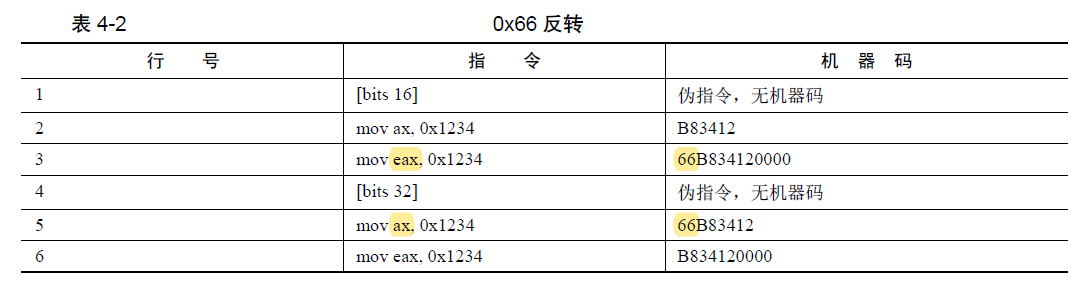 表 4-2 0x66 反转
行 号 指 令 机 器 码
1 [bits 16] 伪指令，无机器码
2 mov ax, 0x1234 B83412
3 mov eax, 0x1234 66B834120000
4 [bits 32] 伪指令，无机器码
5 mov ax, 0x1234 66B83412
6 mov eax, 0x1234 B834120000